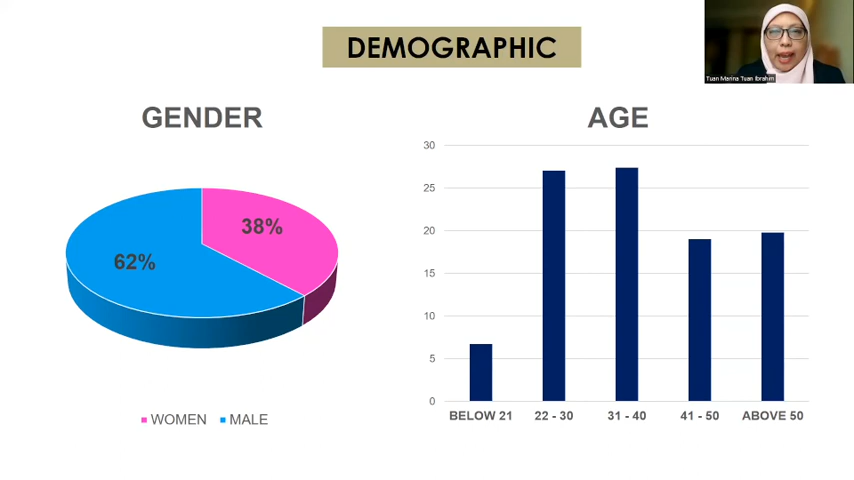 DEMOGRAPHIC
Tuan Marina Tuan Ibrahim
GENDER
38%
62%
WOMEN MALE
AGE
30
25
20
15
10
5
0
BELOW 21 22 - 30 31 - 40 41 - 50 ABOVE 50